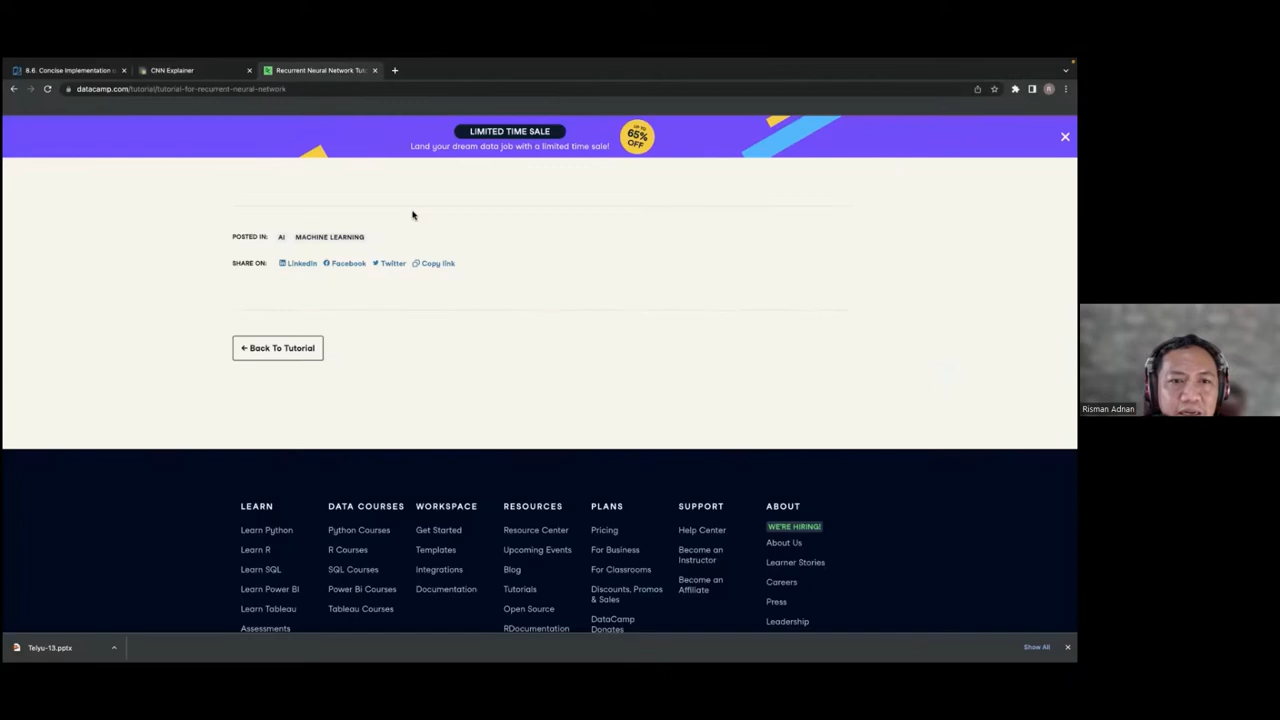 8.6. Concise Implementation o
CNN Explainer
Recurrent Neural Network Tut
datacamp.com/tutorial/tutorial-for-recurrent-neural-network
LIMITED TIME SALE
Land your dream data job with a limited time sale!
UP TO
65%
OFF
POSTED IN: AI MACHINE LEARNING
SHARE ON: LinkedIn Facebook Twitter Copy link
← Back To Tutorial
Risman Adnan
LEARN
Learn Python
Learn R
Learn SQL
Learn Power BI
Learn Tableau
Assessments
DATA COURSES
Python Courses
R Courses
SQL Courses
Power BI Courses
Tableau Courses
WORKSPACE
Get Started
Templates
Integrations
Documentation
RESOURCES
Resource Center
Upcoming Events
Blog
Tutorials
Open Source
RDocumentation
PLANS
Pricing
For Business
For Classrooms
Discounts, Promos
& Sales
DataCamp
Donates
SUPPORT
Help Center
Become an
Instructor
Become an
Affiliate
ABOUT
WE'RE HIRING!
About Us
Learner Stories
Careers
Press
Leadership
Telyu-13.pptx
Show All